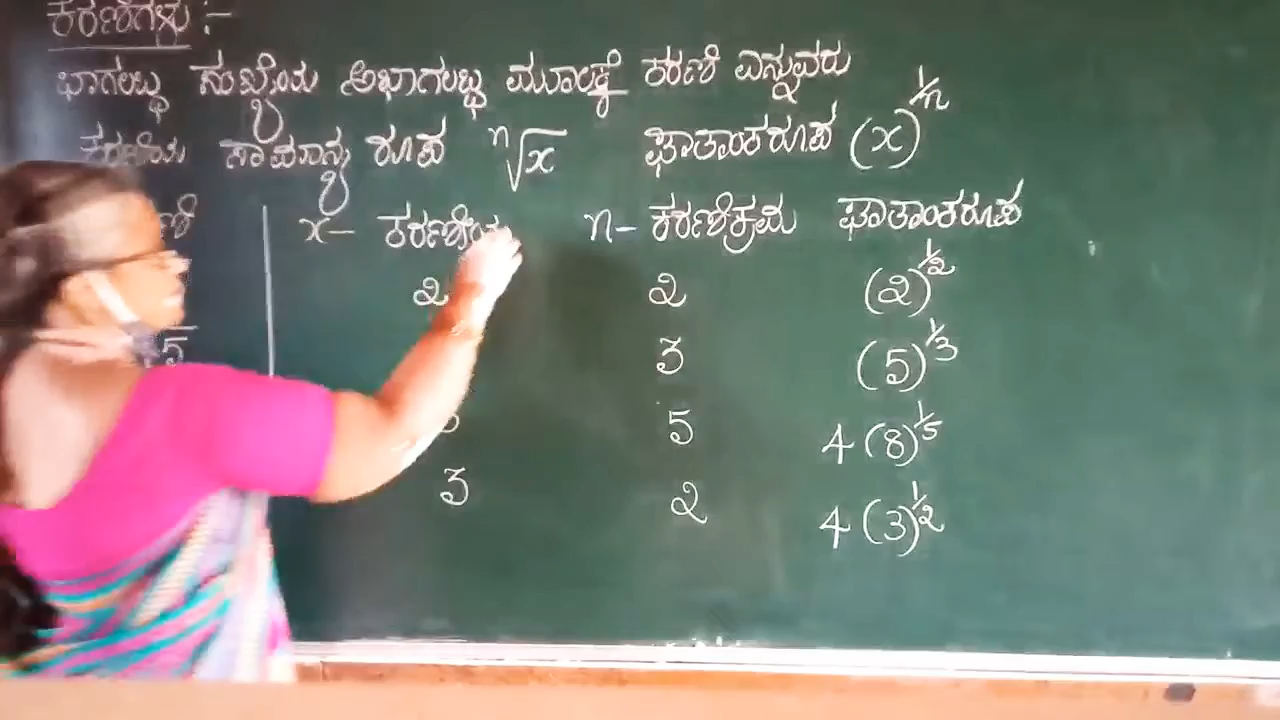 ಕರಣಿಗಳು :-
ಭಾಗಲಬ್ಧ ಸಂಖ್ಯೆಯ ಅಭಾಗಲಬ್ಧ ಮೂಲಕ್ಕೆ ಕರಣಿ ಎನ್ನುವರು
ಕರಣಿಯ ಸಾಮಾನ್ಯ ರೂಪ ⁿ√x ಘಾತಾಂಕರೂಪ (x)^1/n
ಣಿ x - ಕರಣೀಯ n - ಕರಣಿಕ್ರಮ ಘಾತಾಂಕರೂಪ
2 2 (2)^1/2
5 3 (5)^1/3
5 4 (8)^1/5
3 2 4 (3)^1/2